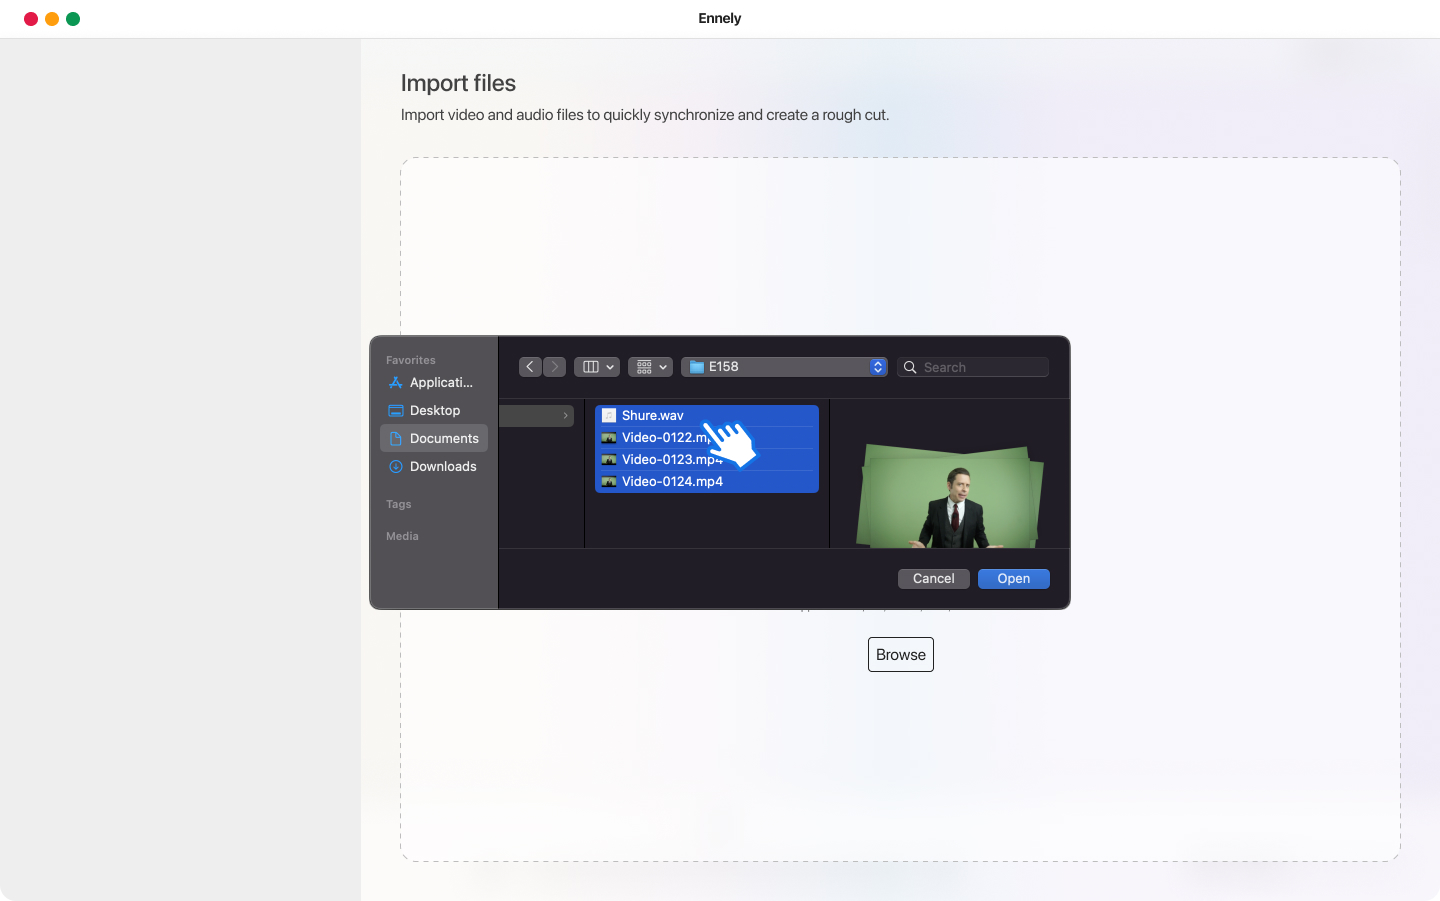 Ennely
Import files
Import video and audio files to quickly synchronize and create a rough cut.
Favorites
Applicati...
Desktop
Documents
Downloads
Tags
Media
E158
Search
Shure.wav
Video-0122.mp
Video-0123.mp4
Video-0124.mp4
Cancel
Open
Browse